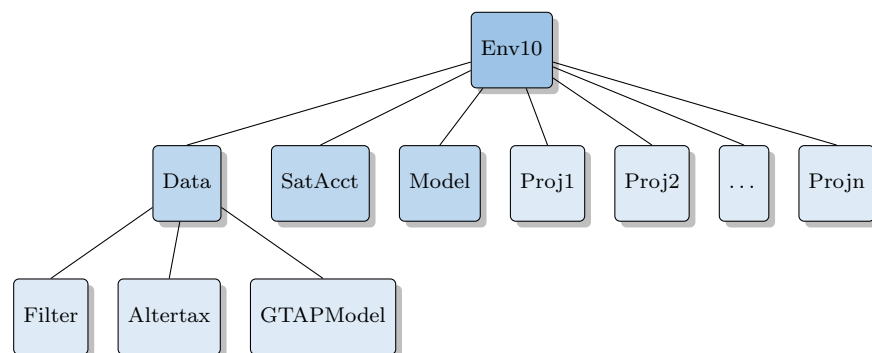 Env10
Data SatAcct Model Proj1 Proj2 ... Projn
Filter Altertax GTAPModel